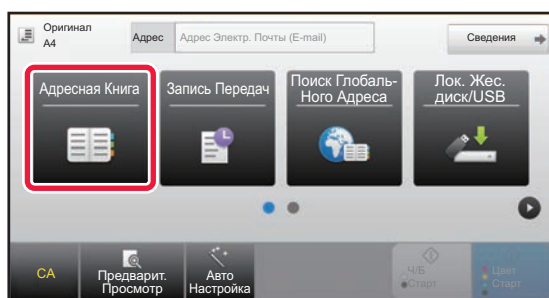 Оригинал
A4
Адрес
Адрес Электр. Почты (E-mail)
Сведения
Адресная Книга
Запись Передач
Поиск Глобаль-
Ного Адреса
Лок. Жес.
диск/USB
CA
Предварит.
Просмотр
Авто
Настройка
Ч/Б
Старт
Цвет
Старт